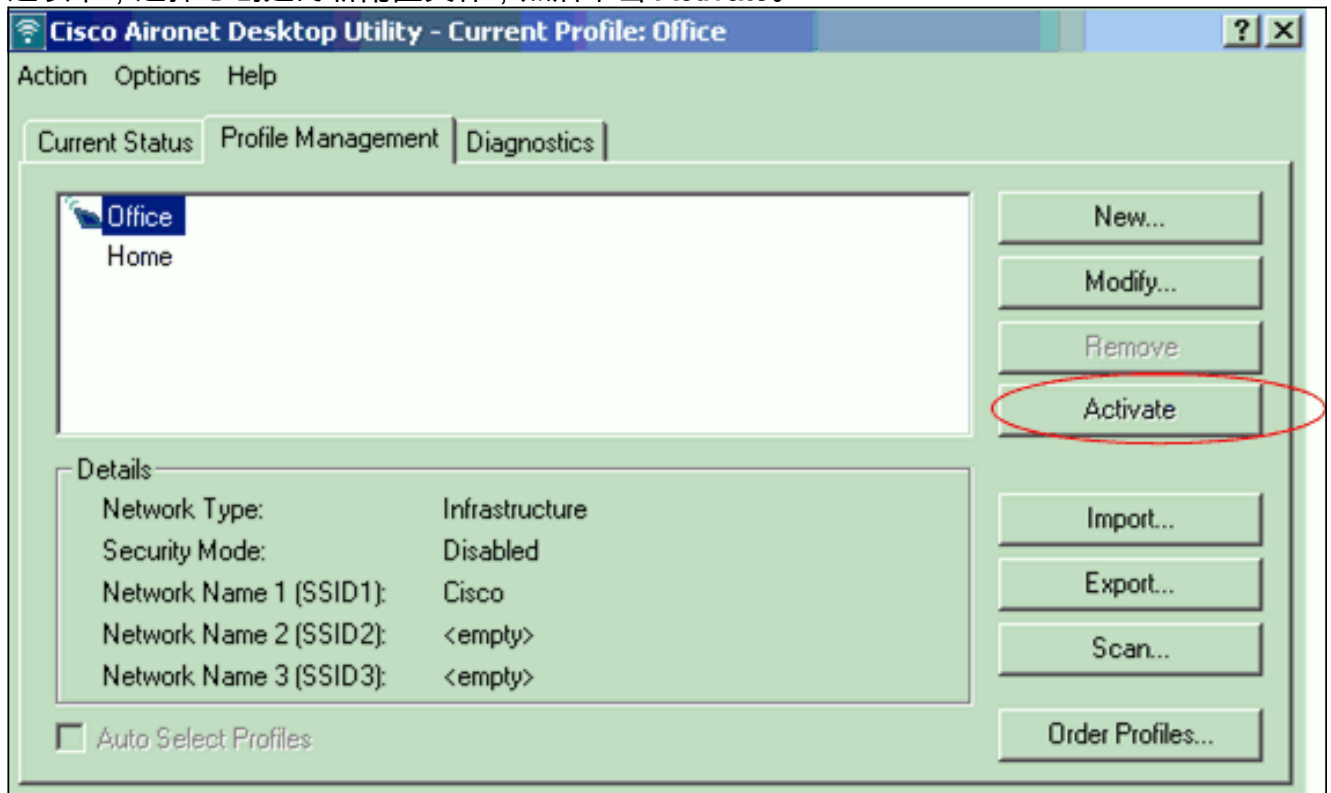 Cisco Aironet Desktop Utility - Current Profile: Office
Action Options Help
Current Status Profile Management Diagnostics
Office
Home
New...
Modify...
Remove
Activate
Details
Network Type: Infrastructure
Security Mode: Disabled
Network Name 1 (SSID1): Cisco
Network Name 2 (SSID2): <empty>
Network Name 3 (SSID3): <empty>
Import...
Export...
Scan...
Auto Select Profiles
Order Profiles...